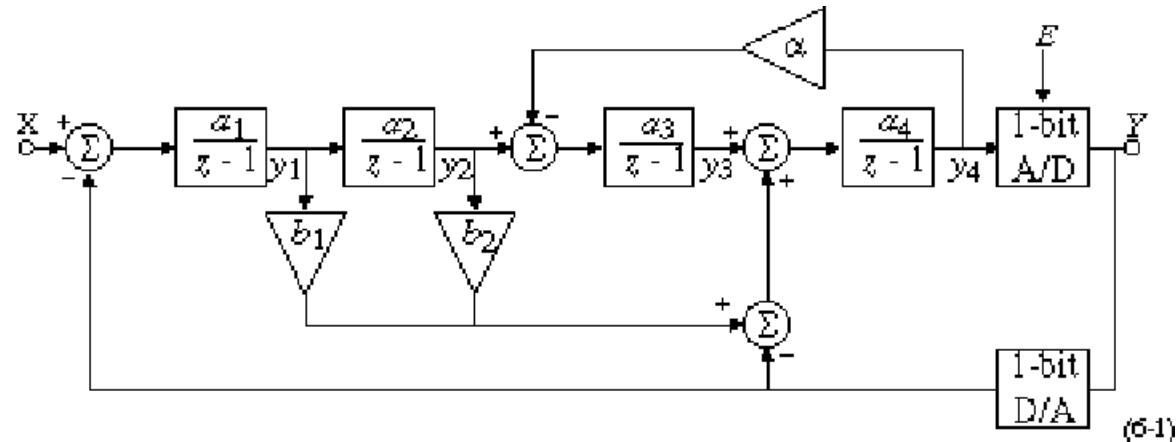 α
E
X
+
Σ
-
a1
z - 1
y1
a2
z - 1
y2
+
-
Σ
a3
z - 1
y3
+
Σ
+
a4
z - 1
y4
1-bit
A/D
Y
b1
b2
+
Σ
-
1-bit
D/A
(6-1)